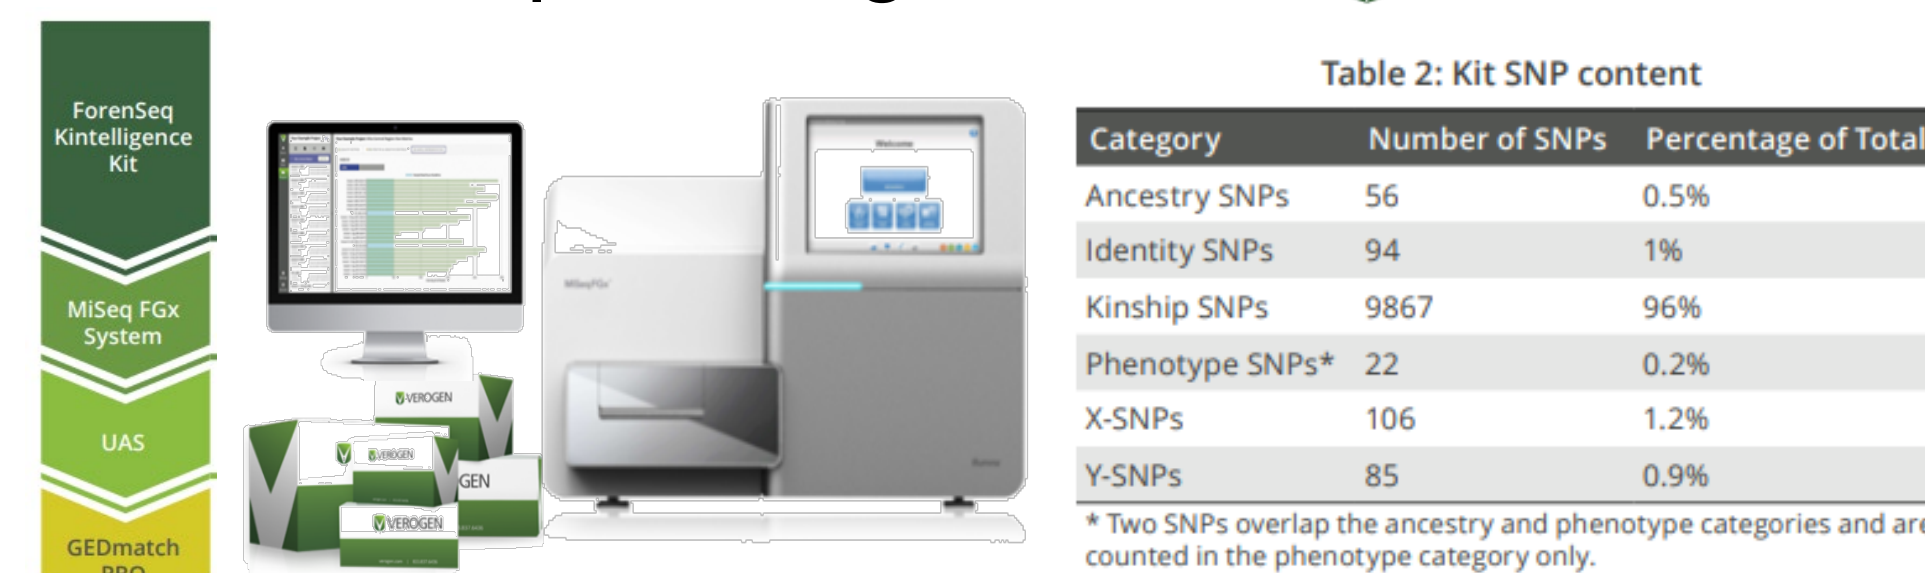 ForenSeq
Kintelligence
Kit
MiSeq FGx
System
UAS
GEDmatch
PRO
Welcome
MiSeqFGx
VEROGEN
VEROGEN
GEN
VEROGEN
Table 2: Kit SNP content
Category Number of SNPs Percentage of Total
Ancestry SNPs 56 0.5%
Identity SNPs 94 1%
Kinship SNPs 9867 96%
Phenotype SNPs* 22 0.2%
X-SNPs 106 1.2%
Y-SNPs 85 0.9%
* Two SNPs overlap the ancestry and phenotype categories and are
counted in the phenotype category only.